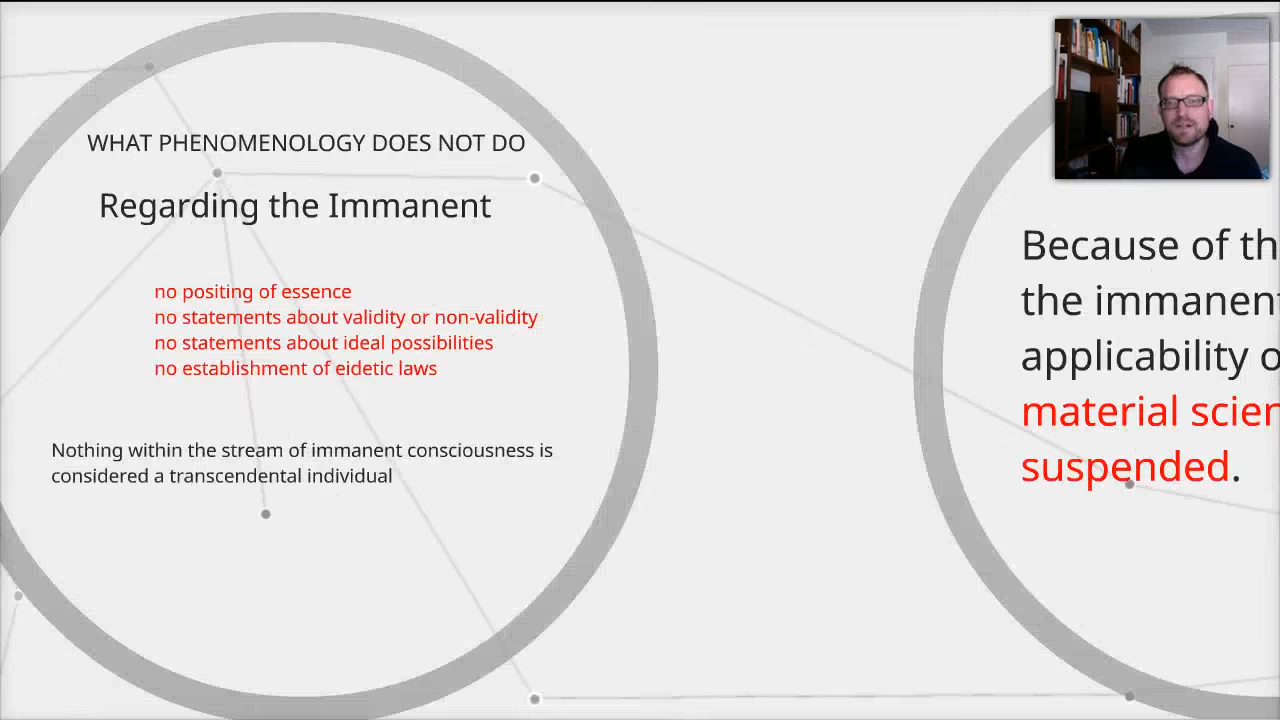 WHAT PHENOMENOLOGY DOES NOT DO
Regarding the Immanent
no positing of essence
no statements about validity or non-validity
no statements about ideal possibilities
no establishment of eidetic laws
Nothing within the stream of immanent consciousness is
considered a transcendental individual
Because of th
the immanent
applicability o
material scien
suspended.